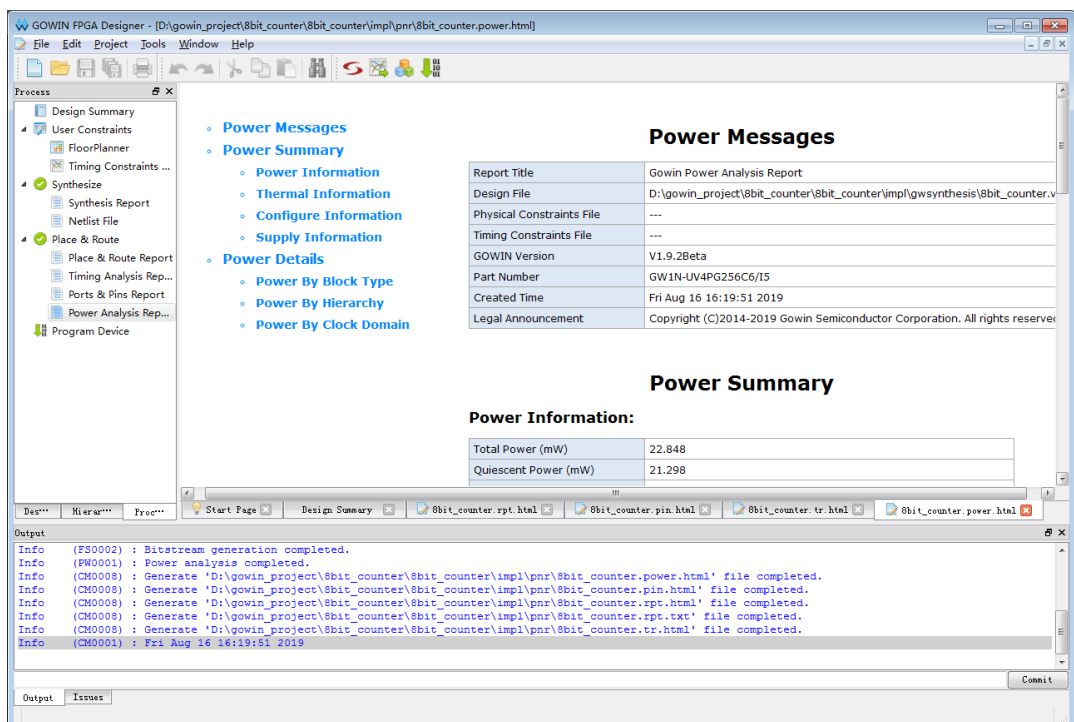 GOWIN FPGA Designer - [D:\gowin_project\8bit_counter\8bit_counter\impl\pnr\8bit_counter.power.html]
File Edit Project Tools Window Help
Process
Design Summary
User Constraints
FloorPlanner
Timing Constraints ...
Synthesize
Synthesis Report
Netlist File
Place & Route
Place & Route Report
Timing Analysis Rep...
Ports & Pins Report
Power Analysis Rep...
Program Device
Des··· Hierar··· Proc···
Power Messages
Power Summary
Power Information
Thermal Information
Configure Information
Supply Information
Power Details
Power By Block Type
Power By Hierarchy
Power By Clock Domain
Power Messages
Report Title Gowin Power Analysis Report
Design File D:\gowin_project\8bit_counter\8bit_counter\impl\gwsynthesis\8bit_counter.v
Physical Constraints File ---
Timing Constraints File ---
GOWIN Version V1.9.2Beta
Part Number GW1N-UV4PG256C6/I5
Created Time Fri Aug 16 16:19:51 2019
Legal Announcement Copyright (C)2014-2019 Gowin Semiconductor Corporation. All rights reserve
Power Summary
Power Information:
Total Power (mW) 22.848
Quiescent Power (mW) 21.298
Start Page Design Summary 8bit_counter.rpt.html 8bit_counter.pin.html 8bit_counter.tr.html 8bit_counter.power.html
Output
Info (FS0002) : Bitstream generation completed.
Info (PW0001) : Power analysis completed.
Info (CM0008) : Generate 'D:\gowin_project\8bit_counter\8bit_counter\impl\pnr\8bit_counter.power.html' file completed.
Info (CM0008) : Generate 'D:\gowin_project\8bit_counter\8bit_counter\impl\pnr\8bit_counter.pin.html' file completed.
Info (CM0008) : Generate 'D:\gowin_project\8bit_counter\8bit_counter\impl\pnr\8bit_counter.rpt.html' file completed.
Info (CM0008) : Generate 'D:\gowin_project\8bit_counter\8bit_counter\impl\pnr\8bit_counter.rpt.txt' file completed.
Info (CM0008) : Generate 'D:\gowin_project\8bit_counter\8bit_counter\impl\pnr\8bit_counter.tr.html' file completed.
Info (CM0001) : Fri Aug 16 16:19:51 2019
Commit
Output Issues